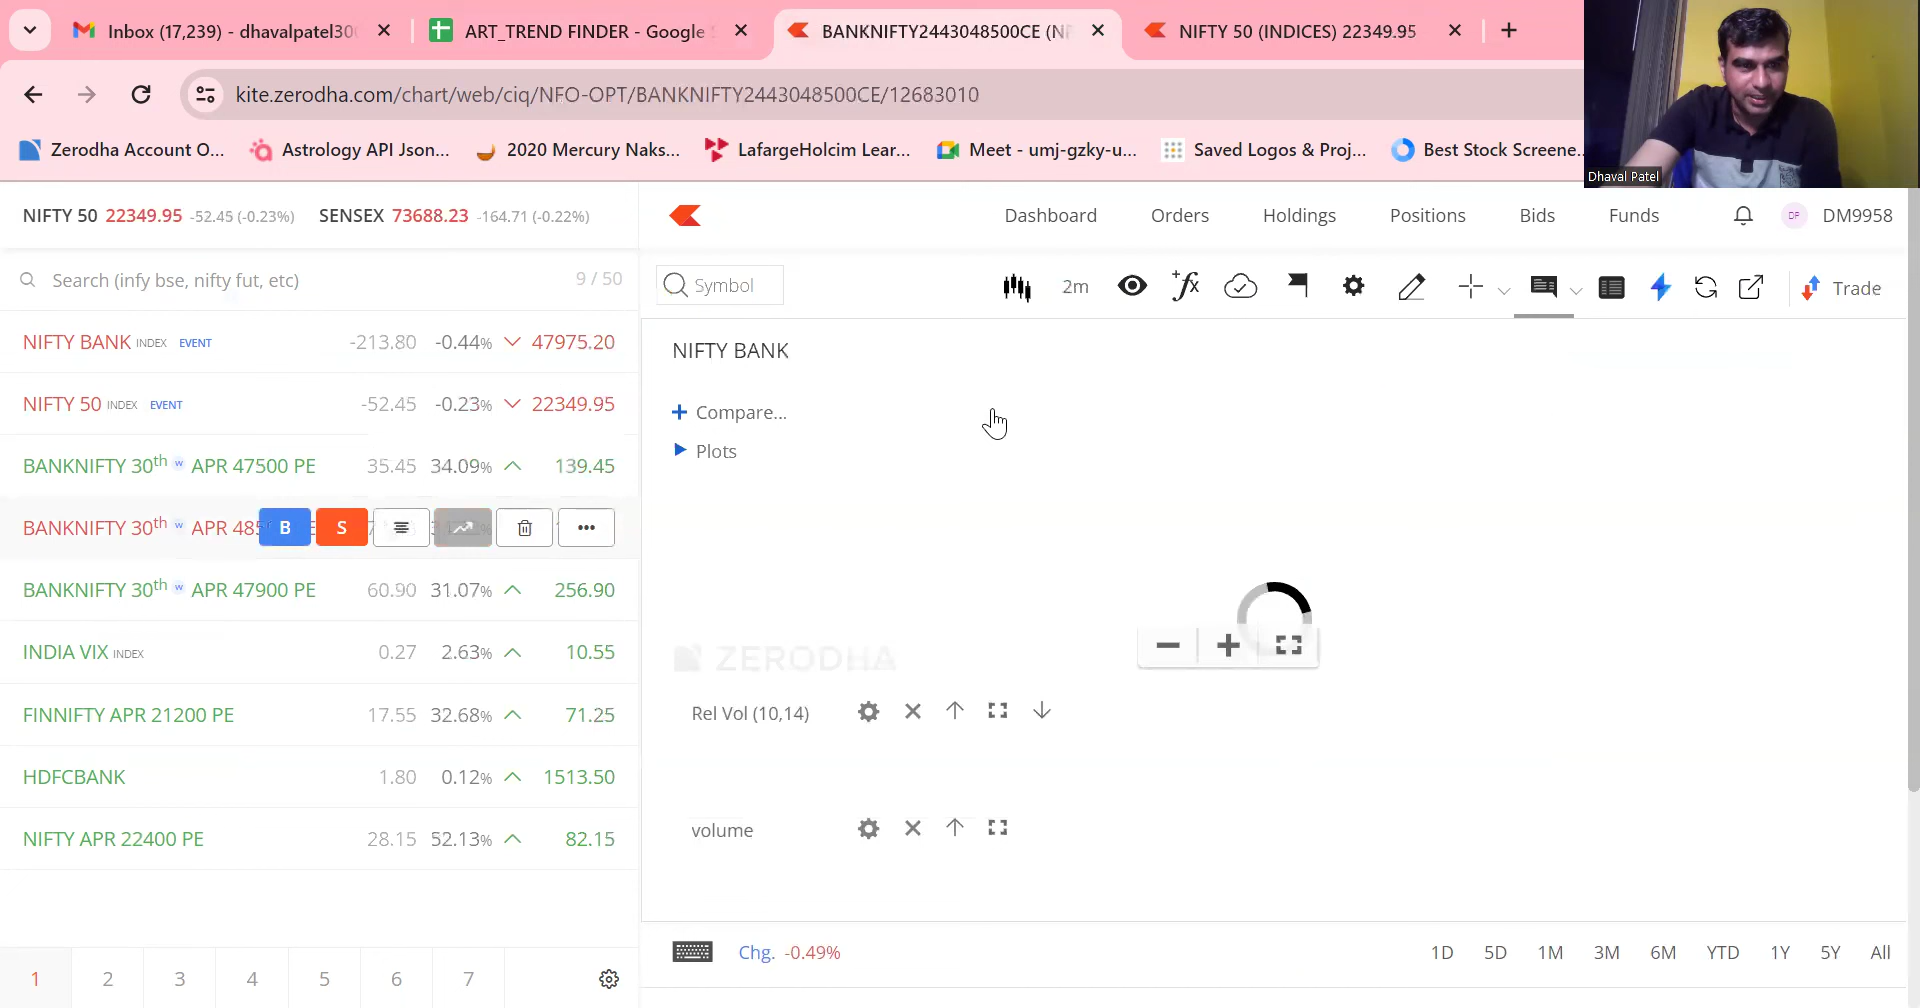 Inbox (17,239) - dhavalpatel30
ART_TREND FINDER - Google
BANKNIFTY2443048500CE (NF
NIFTY 50 (INDICES) 22349.95
kite.zerodha.com/chart/web/ciq/NFO-OPT/BANKNIFTY2443048500CE/12683010
Zerodha Account O...
Astrology API Json...
2020 Mercury Naks...
LafargeHolcim Lear...
Meet - umj-gzky-u...
Saved Logos & Proj...
Best Stock Screene...
Dhaval Patel
NIFTY 50 22349.95 -52.45 (-0.23%) SENSEX 73688.23 -164.71 (-0.22%)
Dashboard Orders Holdings Positions Bids Funds DP DM9958
Search (infy bse, nifty fut, etc) 9 / 50
Symbol 2m Trade
NIFTY BANK INDEX EVENT -213.80 -0.44% 47975.20
NIFTY 50 INDEX EVENT -52.45 -0.23% 22349.95
BANKNIFTY 30th w APR 47500 PE 35.45 34.09% 139.45
BANKNIFTY 30th w APR 485 B S
BANKNIFTY 30th w APR 47900 PE 60.90 31.07% 256.90
INDIA VIX INDEX 0.27 2.63% 10.55
FINNIFTY APR 21200 PE 17.55 32.68% 71.25
HDFCBANK 1.80 0.12% 1513.50
NIFTY APR 22400 PE 28.15 52.13% 82.15
1 2 3 4 5 6 7
NIFTY BANK
Compare...
Plots
ZERODHA
Rel Vol (10,14)
volume
Chg. -0.49%
1D 5D 1M 3M 6M YTD 1Y 5Y All